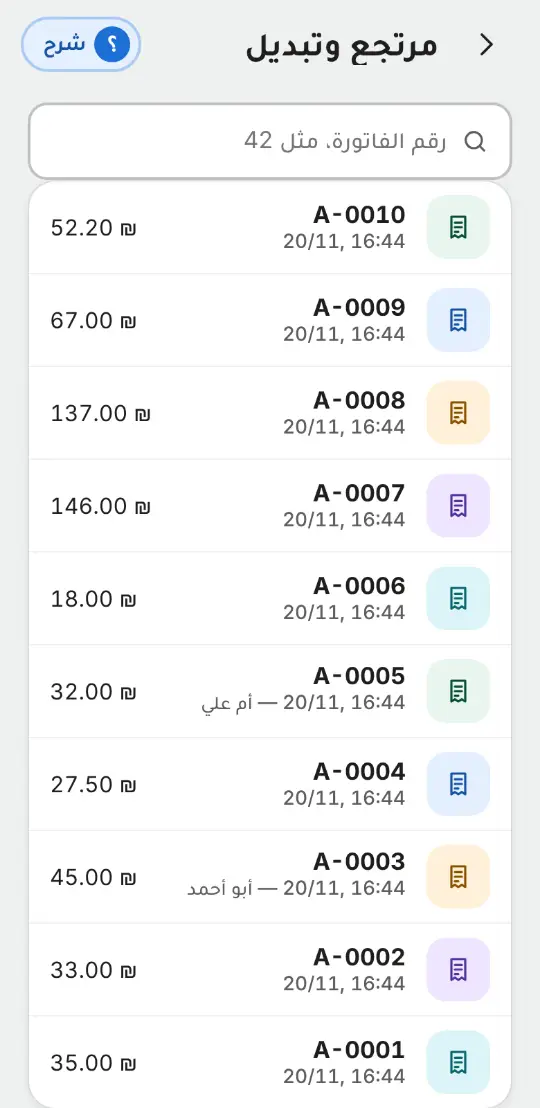 مرتجع وتبديل
؟ شرح
رقم الفاتورة، مثل 42
A-0010
52.20 ₪
20/11, 16:44
A-0009
67.00 ₪
20/11, 16:44
A-0008
137.00 ₪
20/11, 16:44
A-0007
146.00 ₪
20/11, 16:44
A-0006
18.00 ₪
20/11, 16:44
A-0005
32.00 ₪
20/11, 16:44 — أم علي
A-0004
27.50 ₪
20/11, 16:44
A-0003
45.00 ₪
20/11, 16:44 — أبو أحمد
A-0002
33.00 ₪
20/11, 16:44
A-0001
35.00 ₪
20/11, 16:44